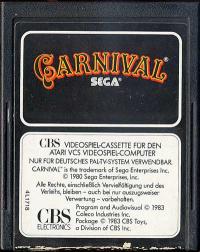 CARNIVAL®
SEGA®
CBS VIDEOSPIEL-CASSETTE FÜR DEN
ATARI VCS VIDEOSPIEL-COMPUTER
NUR FÜR DEUTSCHES PAL-TV-SYSTEM VERWENDBAR.
CARNIVAL™ is the trademark of Sega Enterprises Inc.
© 1980 Sega Enterprises, Inc.
Alle Rechte, einschließlich Vervielfältigung und des
Verleihs, bleiben – auch bei nur auszugsweiser
Verwertung – vorbehalten.
Program and Audiovisual © 1983
Coleco Industries Inc.
Package © 1983 CBS Toys,
a Division of CBS Inc.
CBS
ELECTRONICS